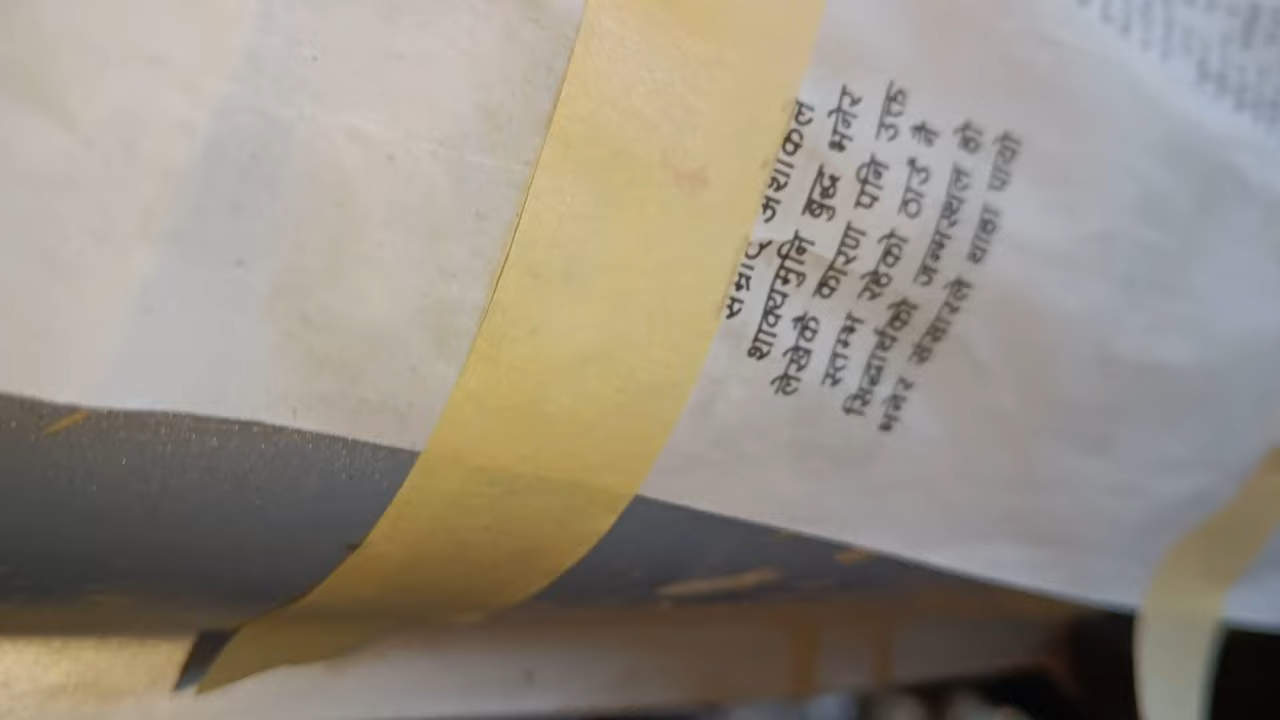 सम्राट् अशोकले
शाक्यमुनि बुद्ध भनेर
लेखेकै कारण पनि उक्त
स्तम्भ रहेको ठाउँ नै
सिद्धार्थको जन्मस्थल हो
भनेर संसारले थाहा पायो